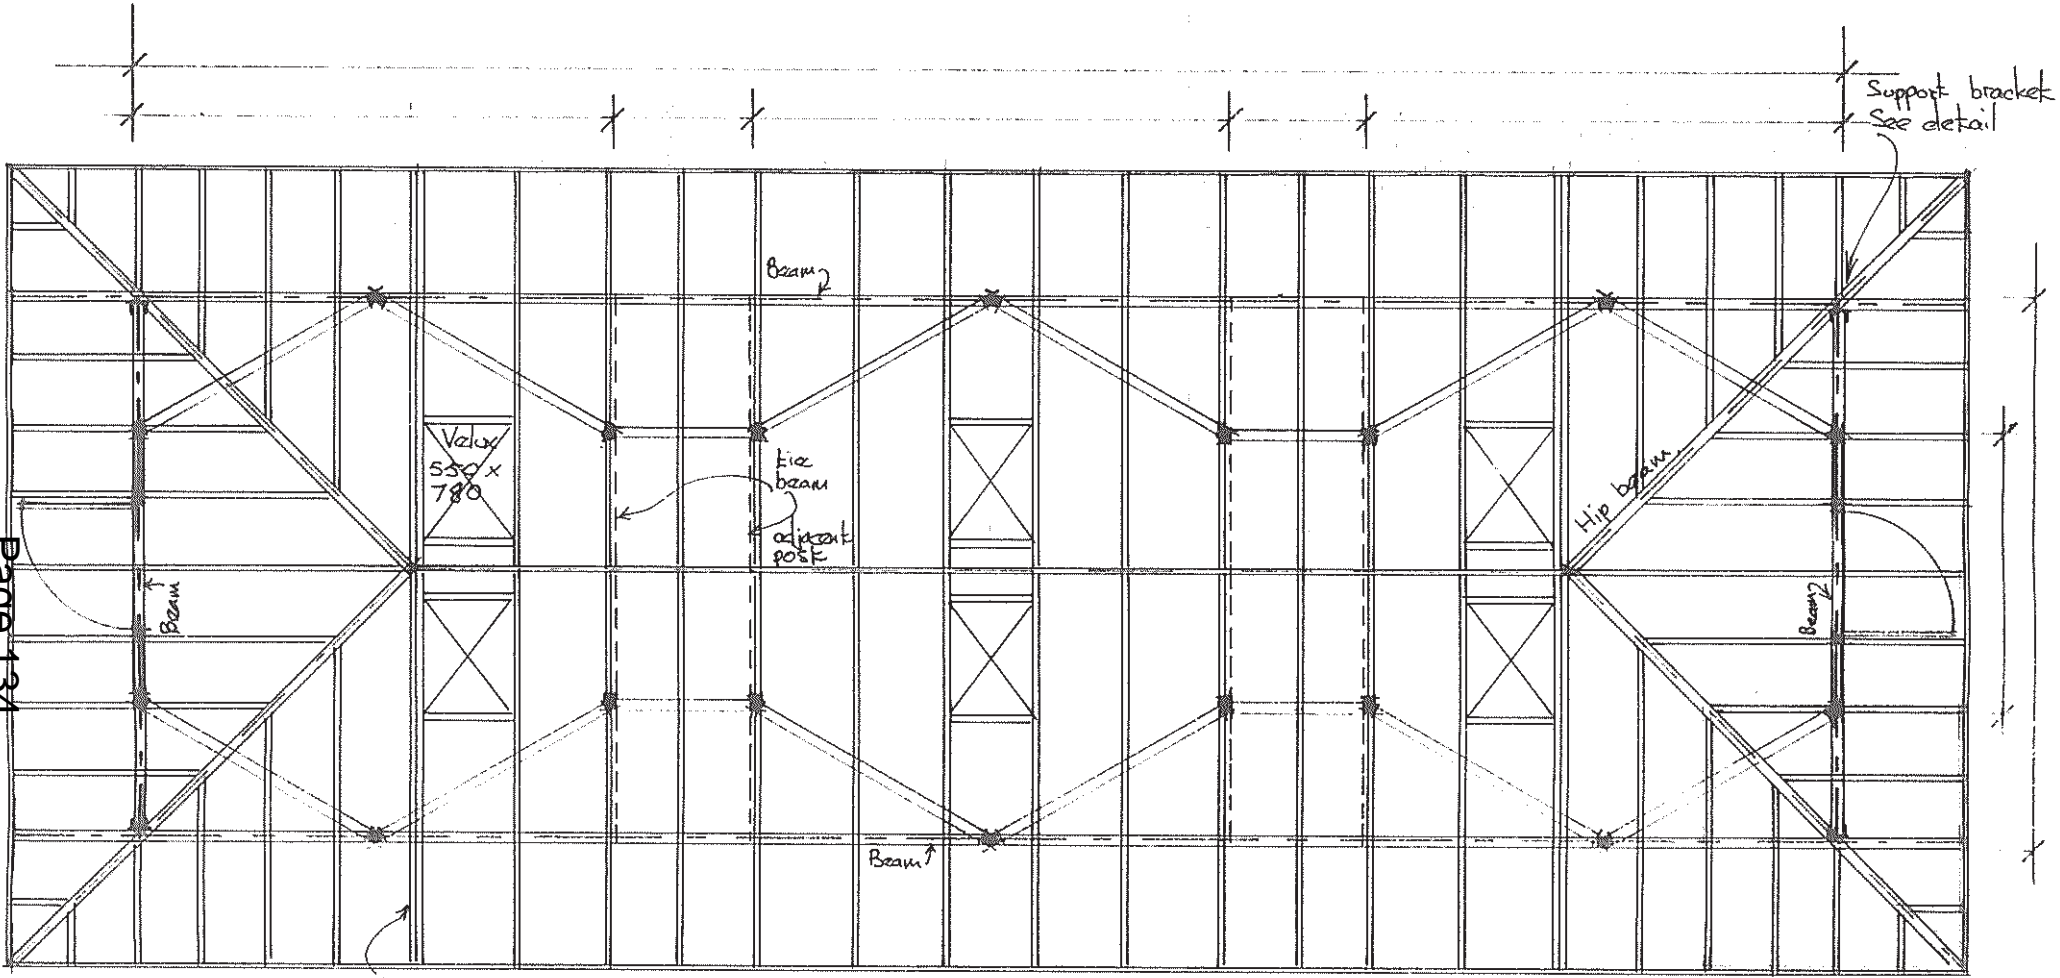 Support bracket
See detail
Beam
Velux
550 x
780
tie
beam
adjacent
post
Hip beam
Beam
Beam
Beam
Page 134